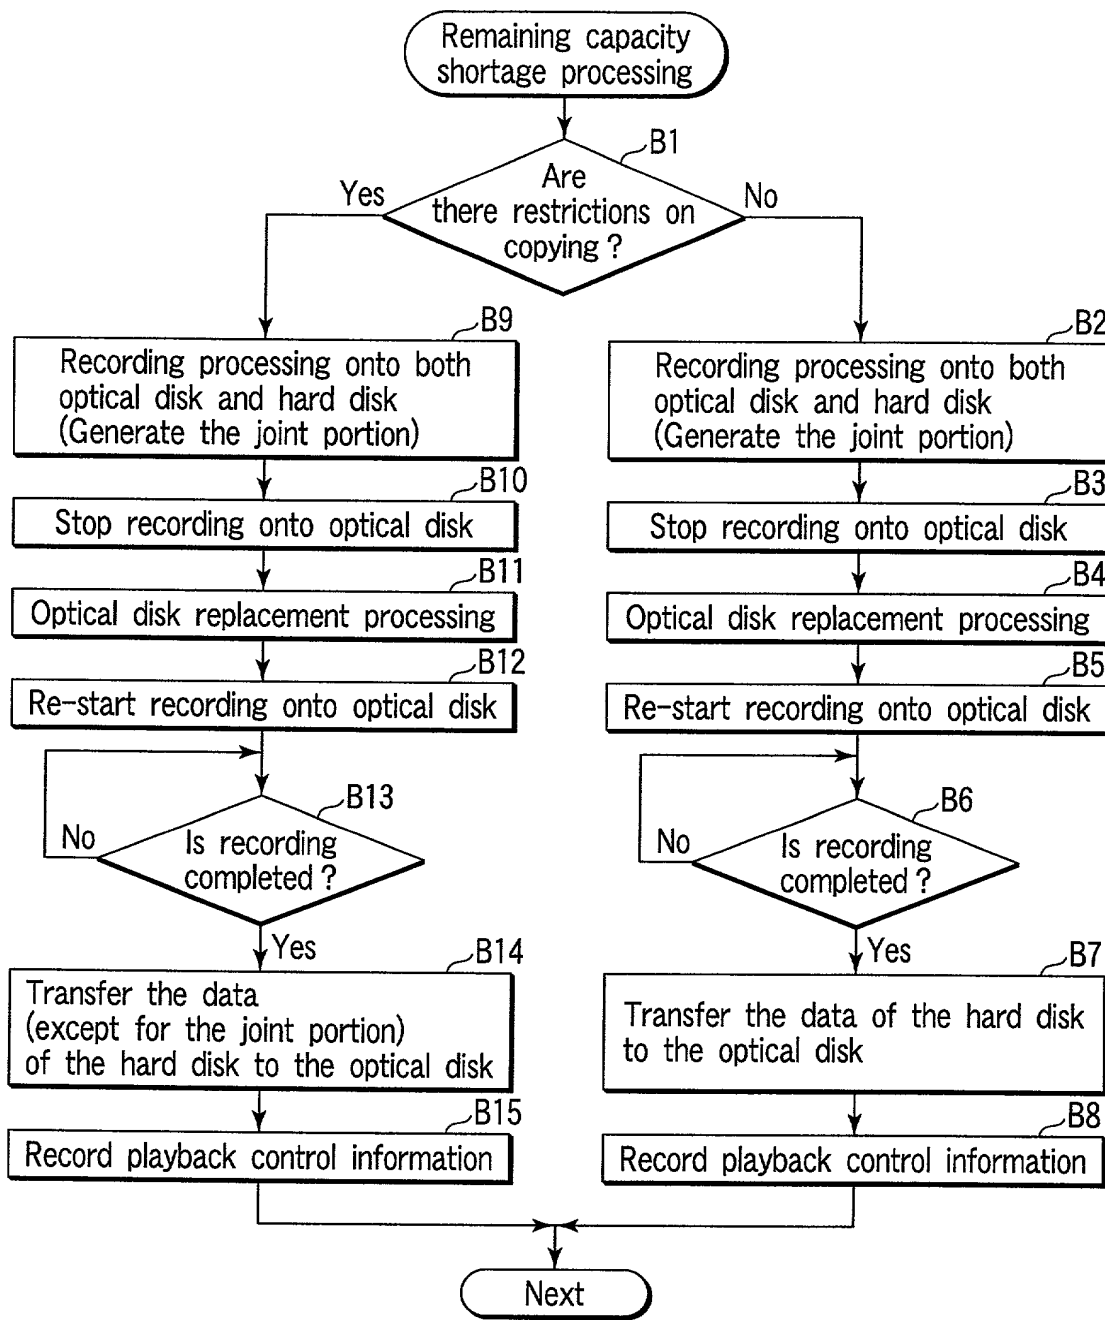 Remaining capacity
shortage processing
B1
Are
there restrictions on
copying?
Yes
No
B9
Recording processing onto both
optical disk and hard disk
(Generate the joint portion)
B10
Stop recording onto optical disk
B11
Optical disk replacement processing
B12
Re-start recording onto optical disk
B13
Is recording
completed?
No
Yes
B14
Transfer the data
(except for the joint portion)
of the hard disk to the optical disk
B15
Record playback control information
B2
Recording processing onto both
optical disk and hard disk
(Generate the joint portion)
B3
Stop recording onto optical disk
B4
Optical disk replacement processing
B5
Re-start recording onto optical disk
B6
Is recording
completed?
No
Yes
B7
Transfer the data of the hard disk
to the optical disk
B8
Record playback control information
Next